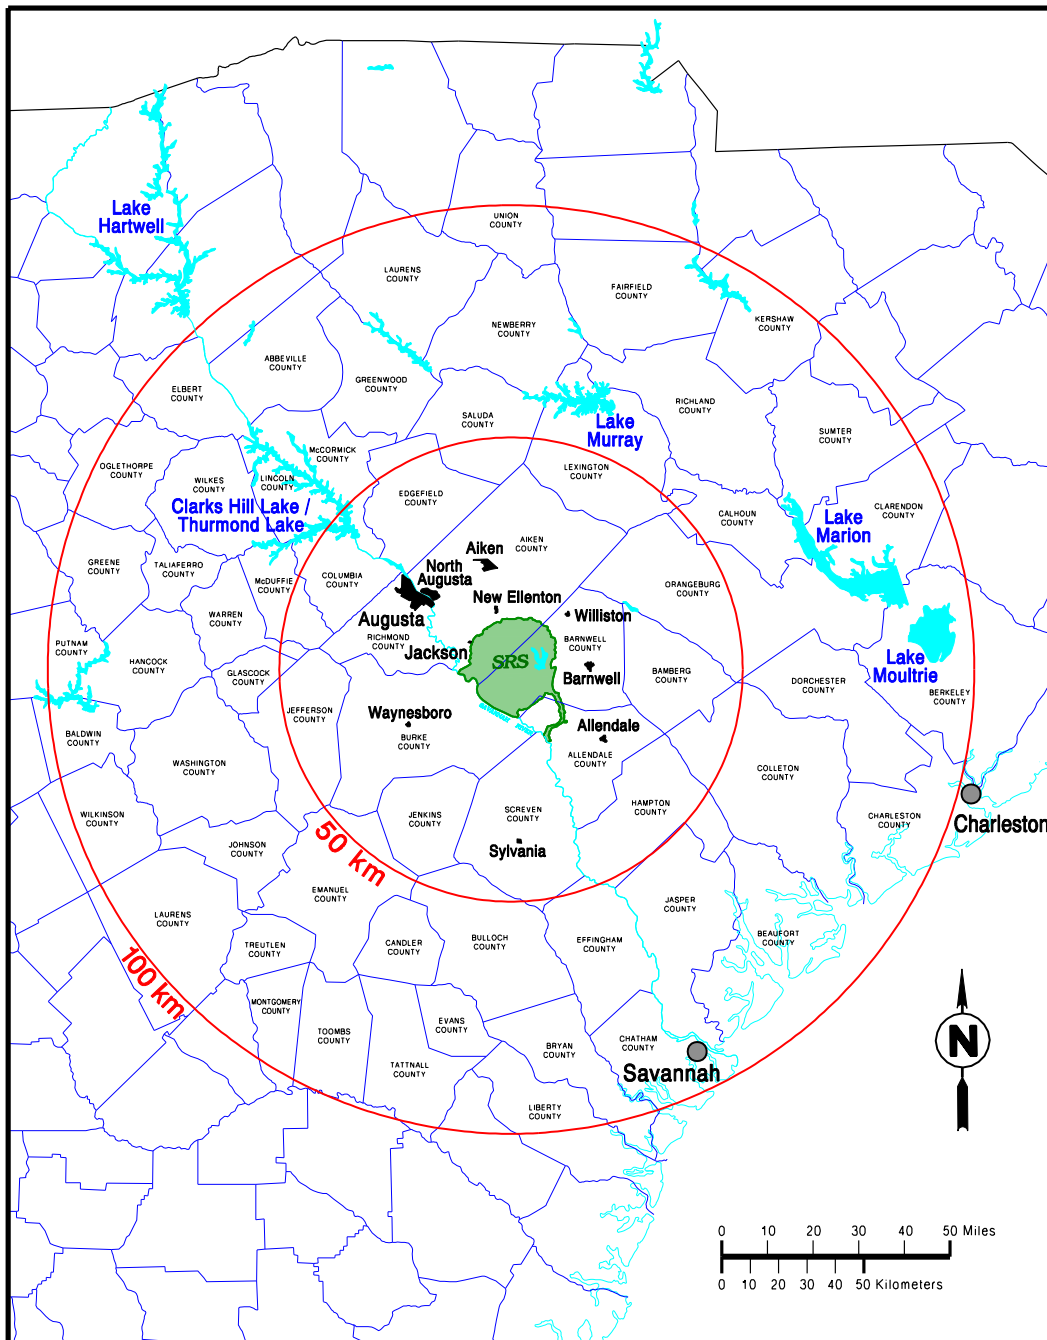 Lake
Hartwell
UNION
COUNTY
LAURENS
COUNTY
FAIRFIELD
COUNTY
KERSHAW
COUNTY
NEWBERRY
COUNTY
ABBEVILLE
COUNTY
GREENWOOD
COUNTY
ELBERT
COUNTY
RICHLAND
COUNTY
SALUDA
COUNTY
Lake
Murray
SUMTER
COUNTY
McCORMICK
COUNTY
OGLETHORPE
COUNTY
WILKES
COUNTY
LINCOLN
COUNTY
LEXINGTON
COUNTY
EDGEFIELD
COUNTY
Clarks Hill Lake /
Thurmond Lake
CALHOUN
COUNTY
Lake
Marion
CLARENDON
COUNTY
Aiken
AIKEN
COUNTY
North
Augusta
GREENE
COUNTY
TALIAFERRO
COUNTY
McDUFFIE
COUNTY
COLUMBIA
COUNTY
ORANGEBURG
COUNTY
New Ellenton
Augusta
Williston
WARREN
COUNTY
RICHMOND
COUNTY
Jackson
BARNWELL
COUNTY
SRS
Barnwell
PUTNAM
COUNTY
HANCOCK
COUNTY
GLASCOCK
COUNTY
BAMBERG
COUNTY
DORCHESTER
COUNTY
Lake
Moultrie
BERKELEY
COUNTY
JEFFERSON
COUNTY
Waynesboro
BURKE
COUNTY
Allendale
ALLENDALE
COUNTY
BALDWIN
COUNTY
WASHINGTON
COUNTY
COLLETON
COUNTY
WILKINSON
COUNTY
JENKINS
COUNTY
SCREVEN
COUNTY
HAMPTON
COUNTY
CHARLESTON
COUNTY
Charleston
JOHNSON
COUNTY
50 km
Sylvania
EMANUEL
COUNTY
LAURENS
COUNTY
JASPER
COUNTY
TREUTLEN
COUNTY
CANDLER
COUNTY
BULLOCH
COUNTY
EFFINGHAM
COUNTY
BEAUFORT
COUNTY
100 km
MONTGOMERY
COUNTY
TOOMBS
COUNTY
EVANS
COUNTY
TATTNALL
COUNTY
BRYAN
COUNTY
CHATHAM
COUNTY
Savannah
LIBERTY
COUNTY
N
0 10 20 30 40 50 Miles
0 10 20 30 40 50 Kilometers